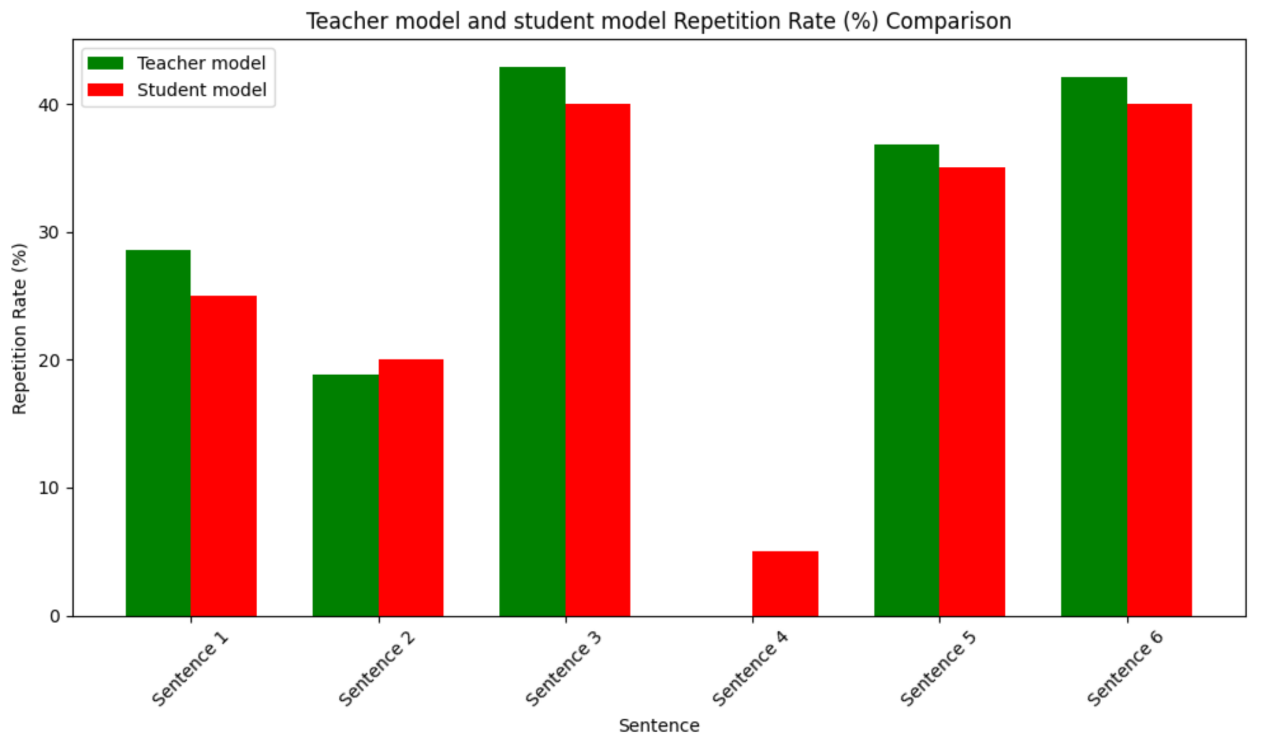 Teacher model and student model Repetition Rate (%) Comparison
Teacher model
Student model
Repetition Rate (%)
40
30
20
10
0
Sentence 1
Sentence 2
Sentence 3
Sentence 4
Sentence 5
Sentence 6
Sentence